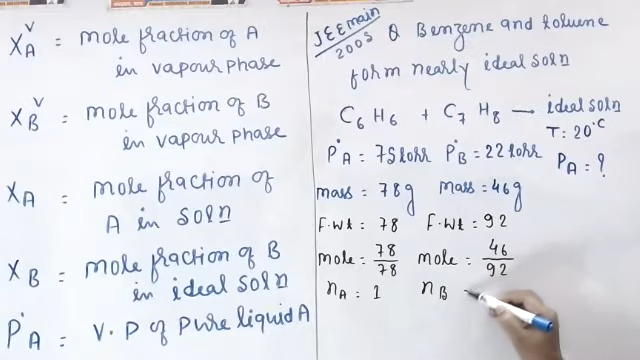 X_A^V = mole fraction of A
in vapour phase
X_B^V = mole fraction of B
in vapour phase
X_A = mole fraction of
A in soln
X_B = mole fraction of B
in ideal soln
P°_A = V.P of pure liquid A
JEE main
2005
Q Benzene and toluene
form nearly ideal soln
C6H6 + C7H8 — ideal soln
T: 20°C
P°_A = 75 torr P°_B = 22 torr
P_A = ?
mass = 78g mass = 46g
F.Wt = 78 F.Wt = 92
mole = 78/78 mole = 46/92
n_A = 1 n_B =